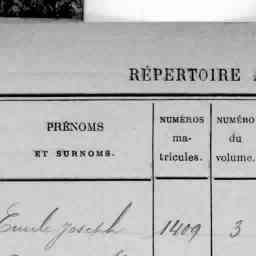 RÉPERTOIRE A
PRÉNOMS
ET SURNOMS.
NUMÉROS
ma-
tricules.
NUMÉRO
du
volume.
Emile Joseph 1409 3